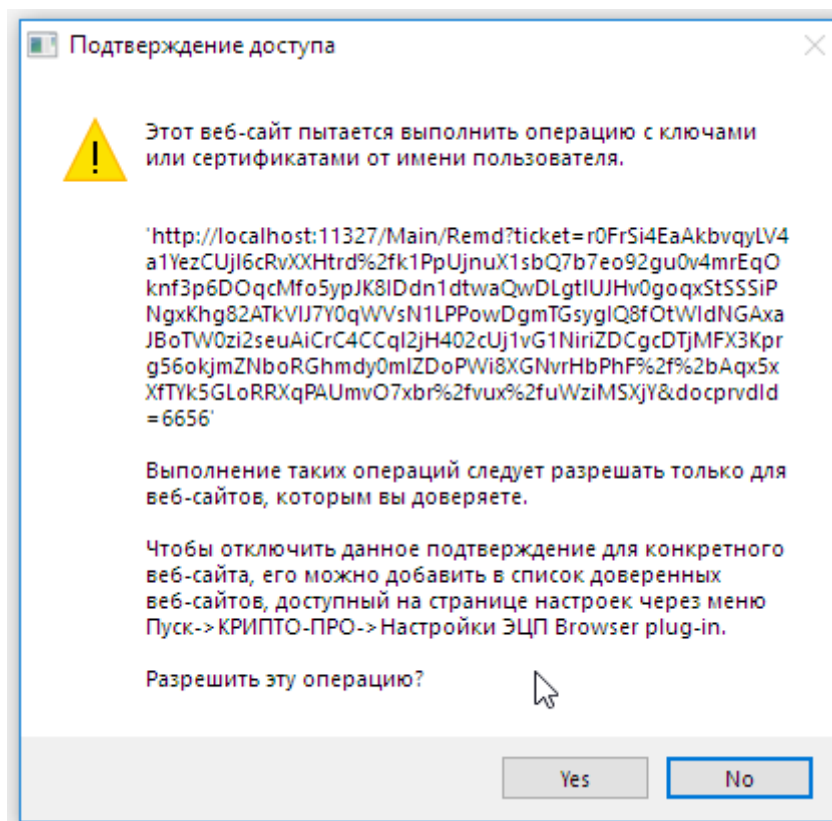 Подтверждение доступа
Этот веб-сайт пытается выполнить операцию с ключами
или сертификатами от имени пользователя.
'http://localhost:11327/Main/Remd?ticket=r0FrSi4EaAkbvqyLV4
a1YezCUjI6cRvXXHtrd%2fk1PpUjnuX1sbQ7b7eo92gu0v4mrEqO
knf3p6DOqcMfo5ypJK8IDdn1dtwaQwDLgtIUJHv0goqxStSSSiP
NgxKhg82ATkVIJ7Y0qWVsN1LPPowDgmTGsyglQ8fOtWIdNGAxa
JBoTW0zi2seuAiCrC4CCqI2jH402cUj1vG1NiriZDCgcDTjMFX3Kpr
g56okjmZNboRGhmdy0mIZDoPWi8XGNvrHbPhF%2f%2bAqx5x
XfTYk5GLoRRXqPAUmvO7xbr%2fvux%2fuWziMSXjY&docprvdId
=6656'
Выполнение таких операций следует разрешать только для
веб-сайтов, которым вы доверяете.
Чтобы отключить данное подтверждение для конкретного
веб-сайта, его можно добавить в список доверенных
веб-сайтов, доступный на странице настроек через меню
Пуск->КРИПТО-ПРО->Настройки ЭЦП Browser plug-in.
Разрешить эту операцию?
Yes
No